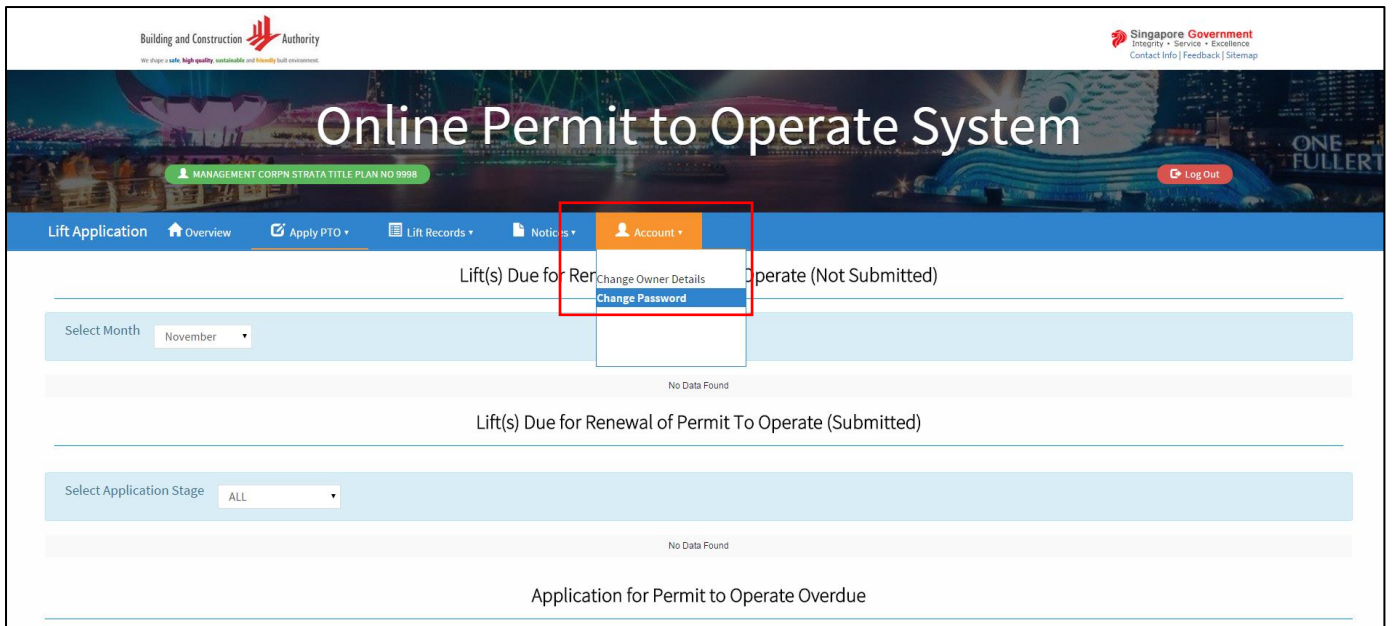 Building and Construction Authority
We shape a safe, high quality, sustainable and friendly built environment.
Singapore Government
Integrity • Service • Excellence
Contact Info | Feedback | Sitemap
Online Permit to Operate System
ONE
FULLERT
MANAGEMENT CORPN STRATA TITLE PLAN NO 9998
Log Out
Lift Application Overview Apply PTO Lift Records Notices Account
Lift(s) Due for Ren
Operate (Not Submitted)
Change Owner Details
Change Password
Select Month November
No Data Found
Lift(s) Due for Renewal of Permit To Operate (Submitted)
Select Application Stage ALL
No Data Found
Application for Permit to Operate Overdue